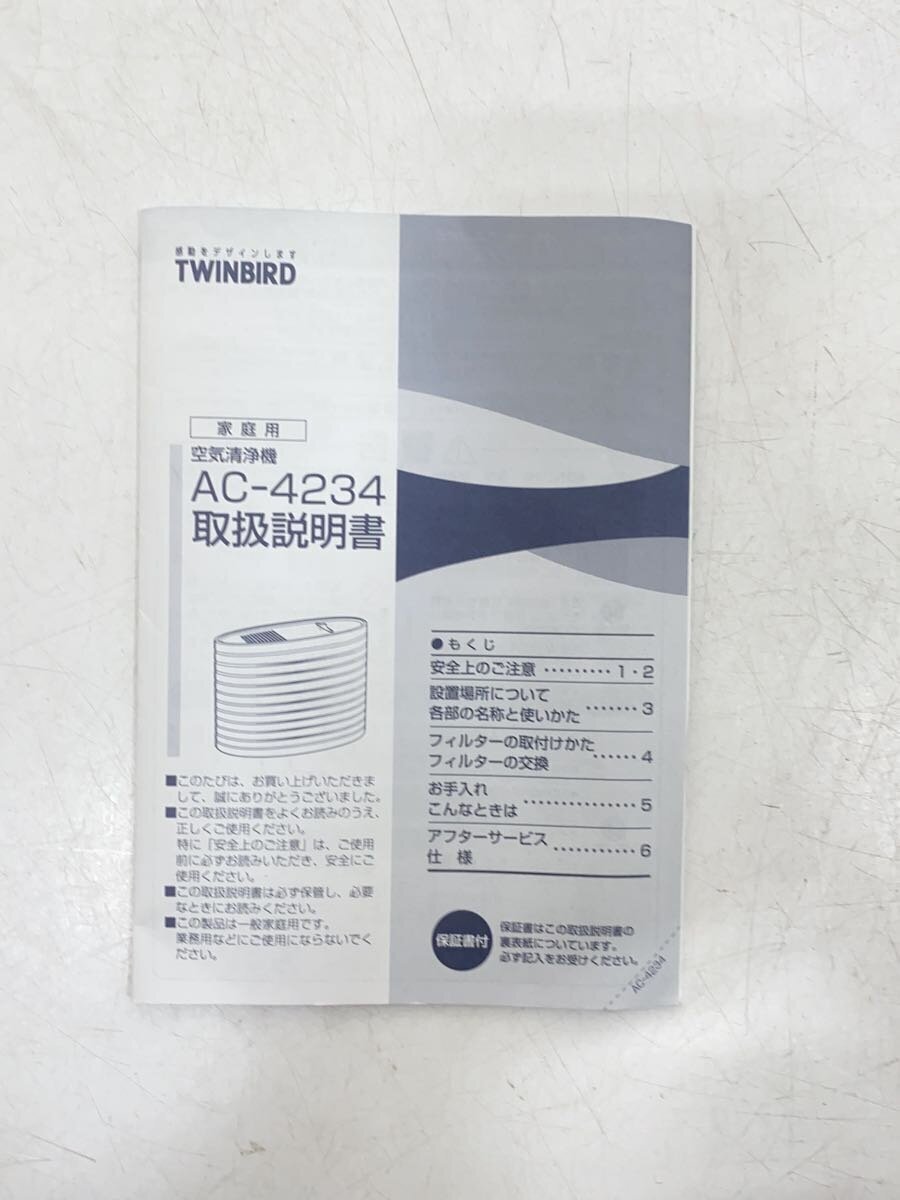 感動をデザインします
TWINBIRD
家庭用
空気清浄機
AC-4234
取扱説明書
■このたびは、お買い上げいただきま
して、誠にありがとうございました。
■この取扱説明書をよくお読みのうえ、
正しくご使用ください。
特に「安全上のご注意」は、ご使用
前に必ずお読みいただき、安全にご
使用ください。
■この取扱説明書は必ず保管し、必要
なときにお読みください。
■この製品は一般家庭用です。
業務用などにご使用にならないでく
ださい。
●もくじ
安全上のご注意 ········· 1・2
設置場所について
各部の名称と使いかた ······· 3
フィルターの取付けかた
フィルターの交換 ······ 4
お手入れ
こんなときは ··············· 5
アフターサービス
仕 様 ··········· 6
保証書付
保証書はこの取扱説明書の
裏表紙についています。
必ず記入をお受けください。
AC-4234